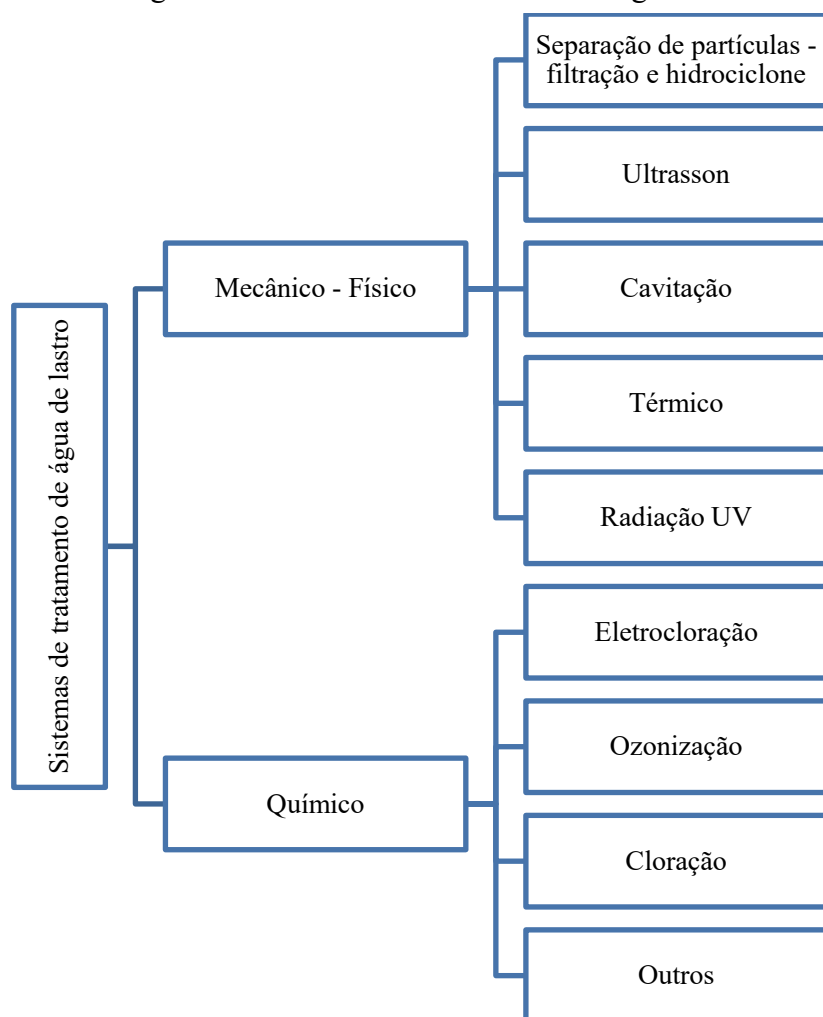 Separação de partículas -
filtração e hidrociclone
Ultrasson
Mecânico - Físico
Cavitação
Térmico
Radiação UV
Sistemas de tratamento de água de lastro
Eletrocloração
Ozonização
Químico
Cloração
Outros